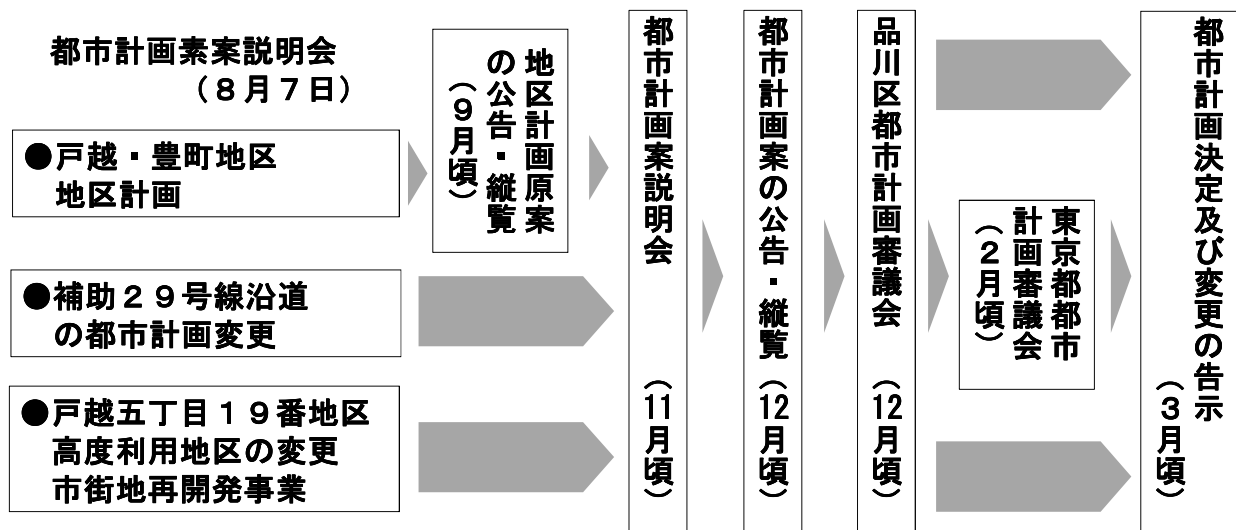 都市計画素案説明会
（８月７日）
●戸越・豊町地区
地区計画
●補助２９号線沿道
の都市計画変更
●戸越五丁目１９番地区
高度利用地区の変更
市街地再開発事業
地区計画原案
の公告・縦覧
（９月頃）
都市計画案説明会（11月頃）
都市計画案の公告・縦覧（12月頃）
品川区都市計画審議会（12月頃）
東京都都市
計画審議会
（２月頃）
都市計画決定及び変更の告示
（３月頃）